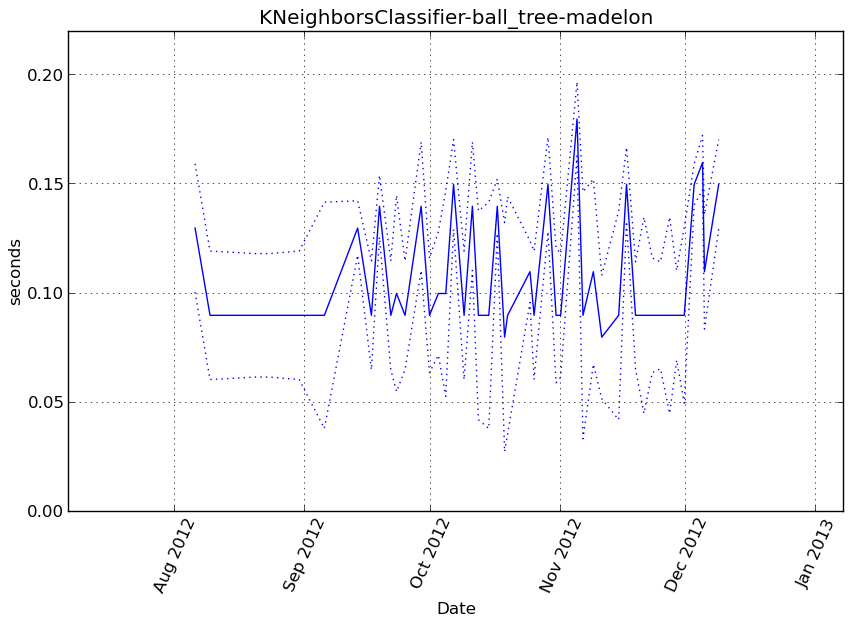 KNeighborsClassifier-ball_tree-madelon
0.20
0.15
0.10
0.05
0.00
seconds
Aug 2012
Sep 2012
Oct 2012
Nov 2012
Dec 2012
Jan 2013
Date